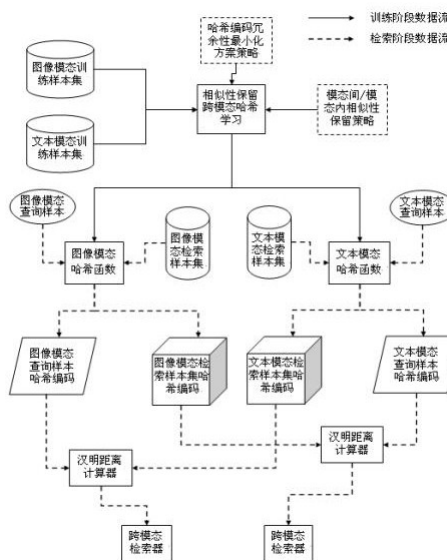 哈希编码冗
余性最小化
方案策略
训练阶段数据流
检索阶段数据流
图像模态训
练样本集
相似性保留
跨模态哈希
学习
模态间/模
态内相似性
保留策略
文本模态训
练样本集
图像模态
查询样本
图像模态
哈希函数
图像模
态检索
样本集
文本模
态检索
样本集
文本模态
哈希函数
文本模态
查询样本
图像模态
查询样本
哈希编码
图像模态检
索样本集哈
希编码
文本模态检
索样本集哈
希编码
文本模态
查询样本
哈希编码
汉明距离
计算器
汉明距离
计算器
跨模态
检索器
跨模态
检索器